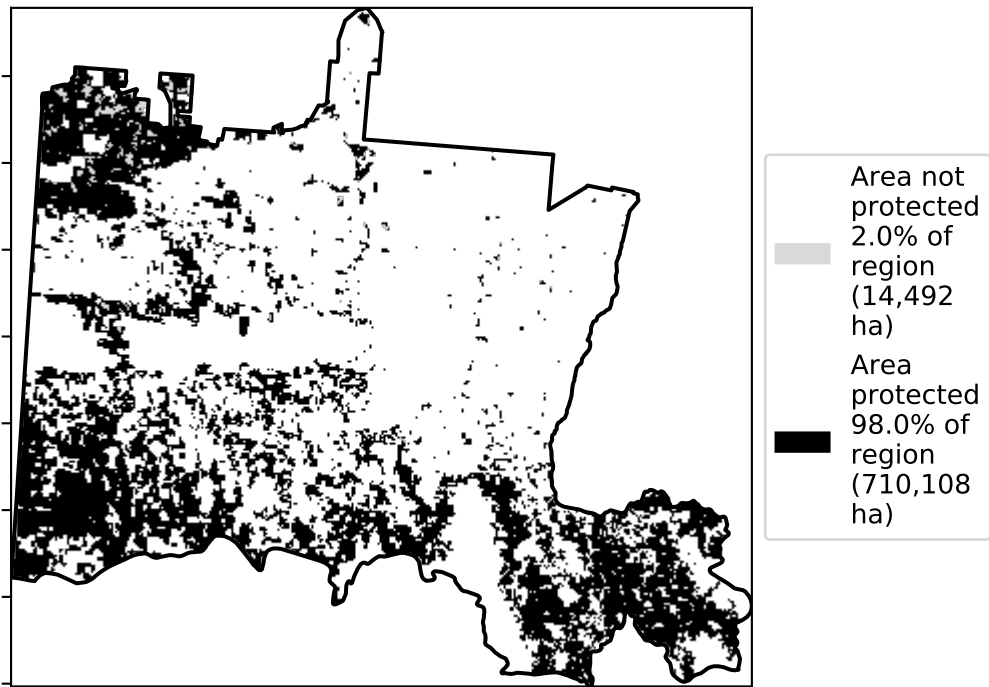 Area not
protected
2.0% of
region
(14,492
ha)
Area
protected
98.0% of
region
(710,108
ha)